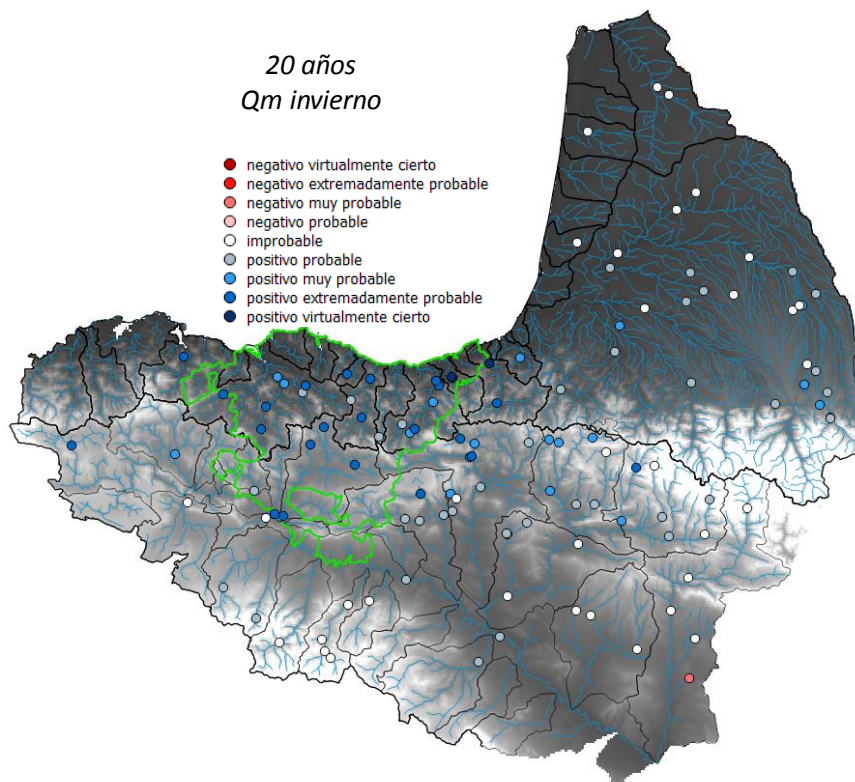 20 años
Qm invierno
negativo virtualmente cierto
negativo extremadamente probable
negativo muy probable
negativo probable
improbable
positivo probable
positivo muy probable
positivo extremadamente probable
positivo virtualmente cierto